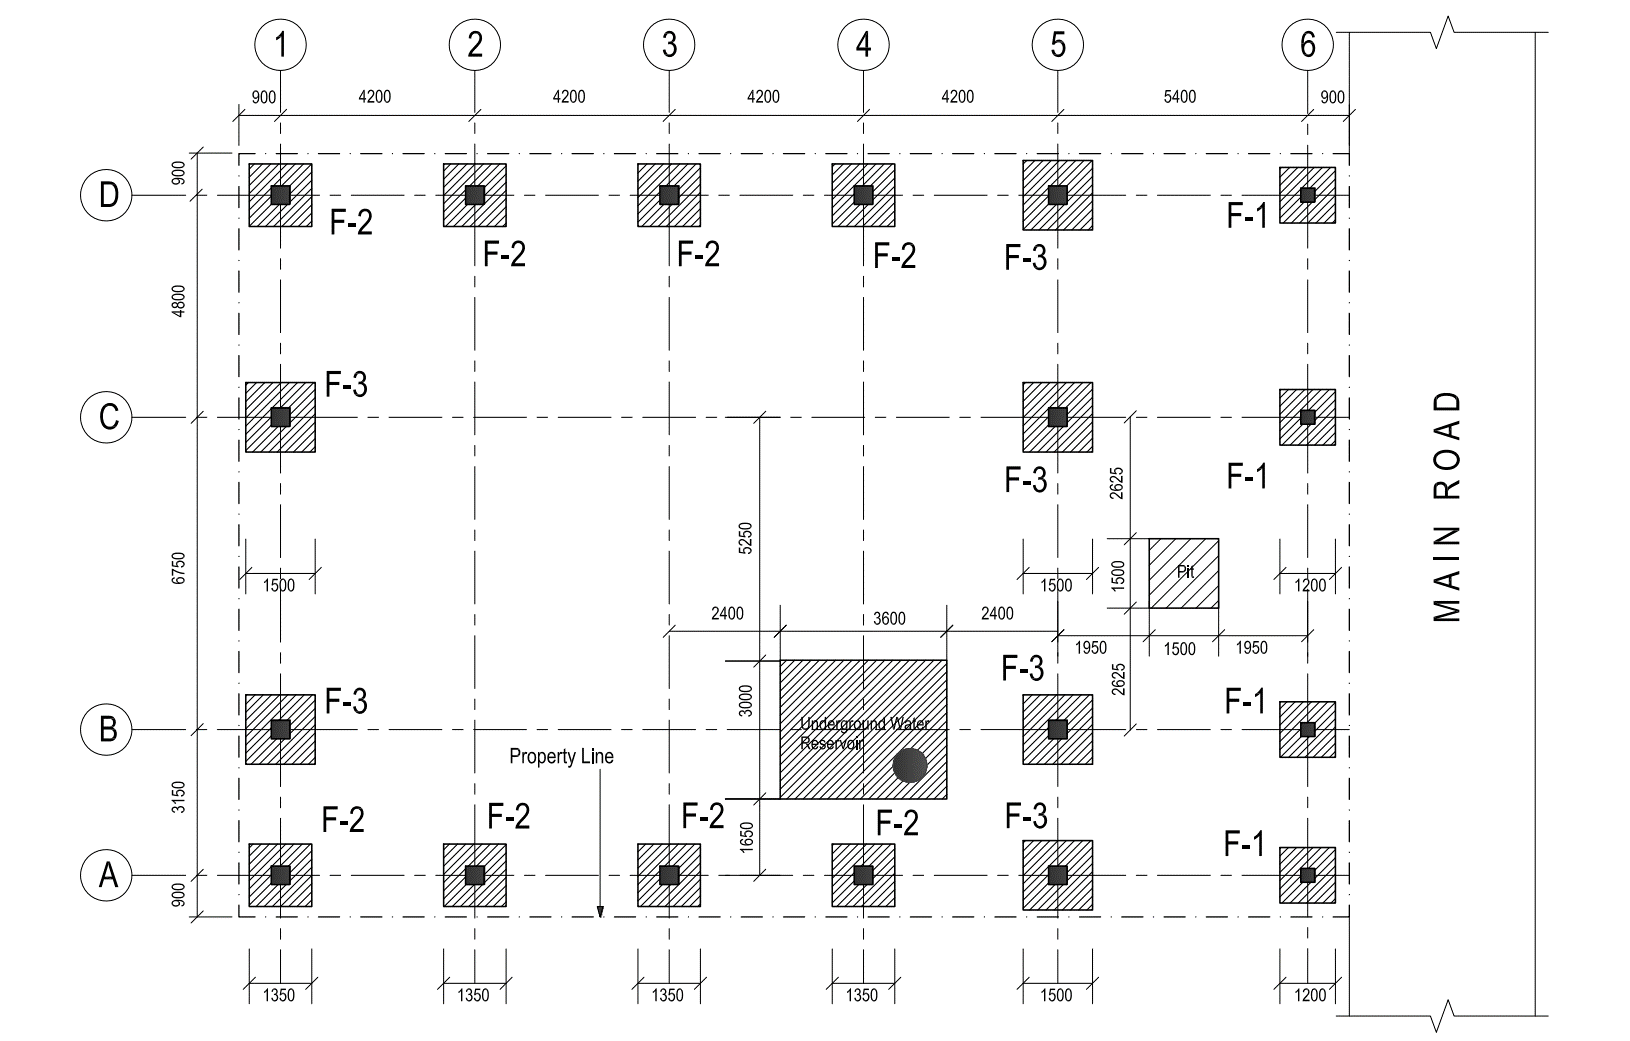 1 2 3 4 5 6
900 4200 4200 4200 4200 5400 900
900
D
F-2 F-2 F-2 F-2 F-3 F-1
4800
C
F-3 F-3 F-1
2625
5250
6750
1500 1500 1500 Pit 1200
2400 3600 2400
1950 1500 1950
2625
MAIN ROAD
F-3 F-3 F-1
3000
B
Underground Water
Reservoir
Property Line
3150
1650
F-2 F-2 F-2 F-2 F-3 F-1
A
900
1350 1350 1350 1350 1500 1200